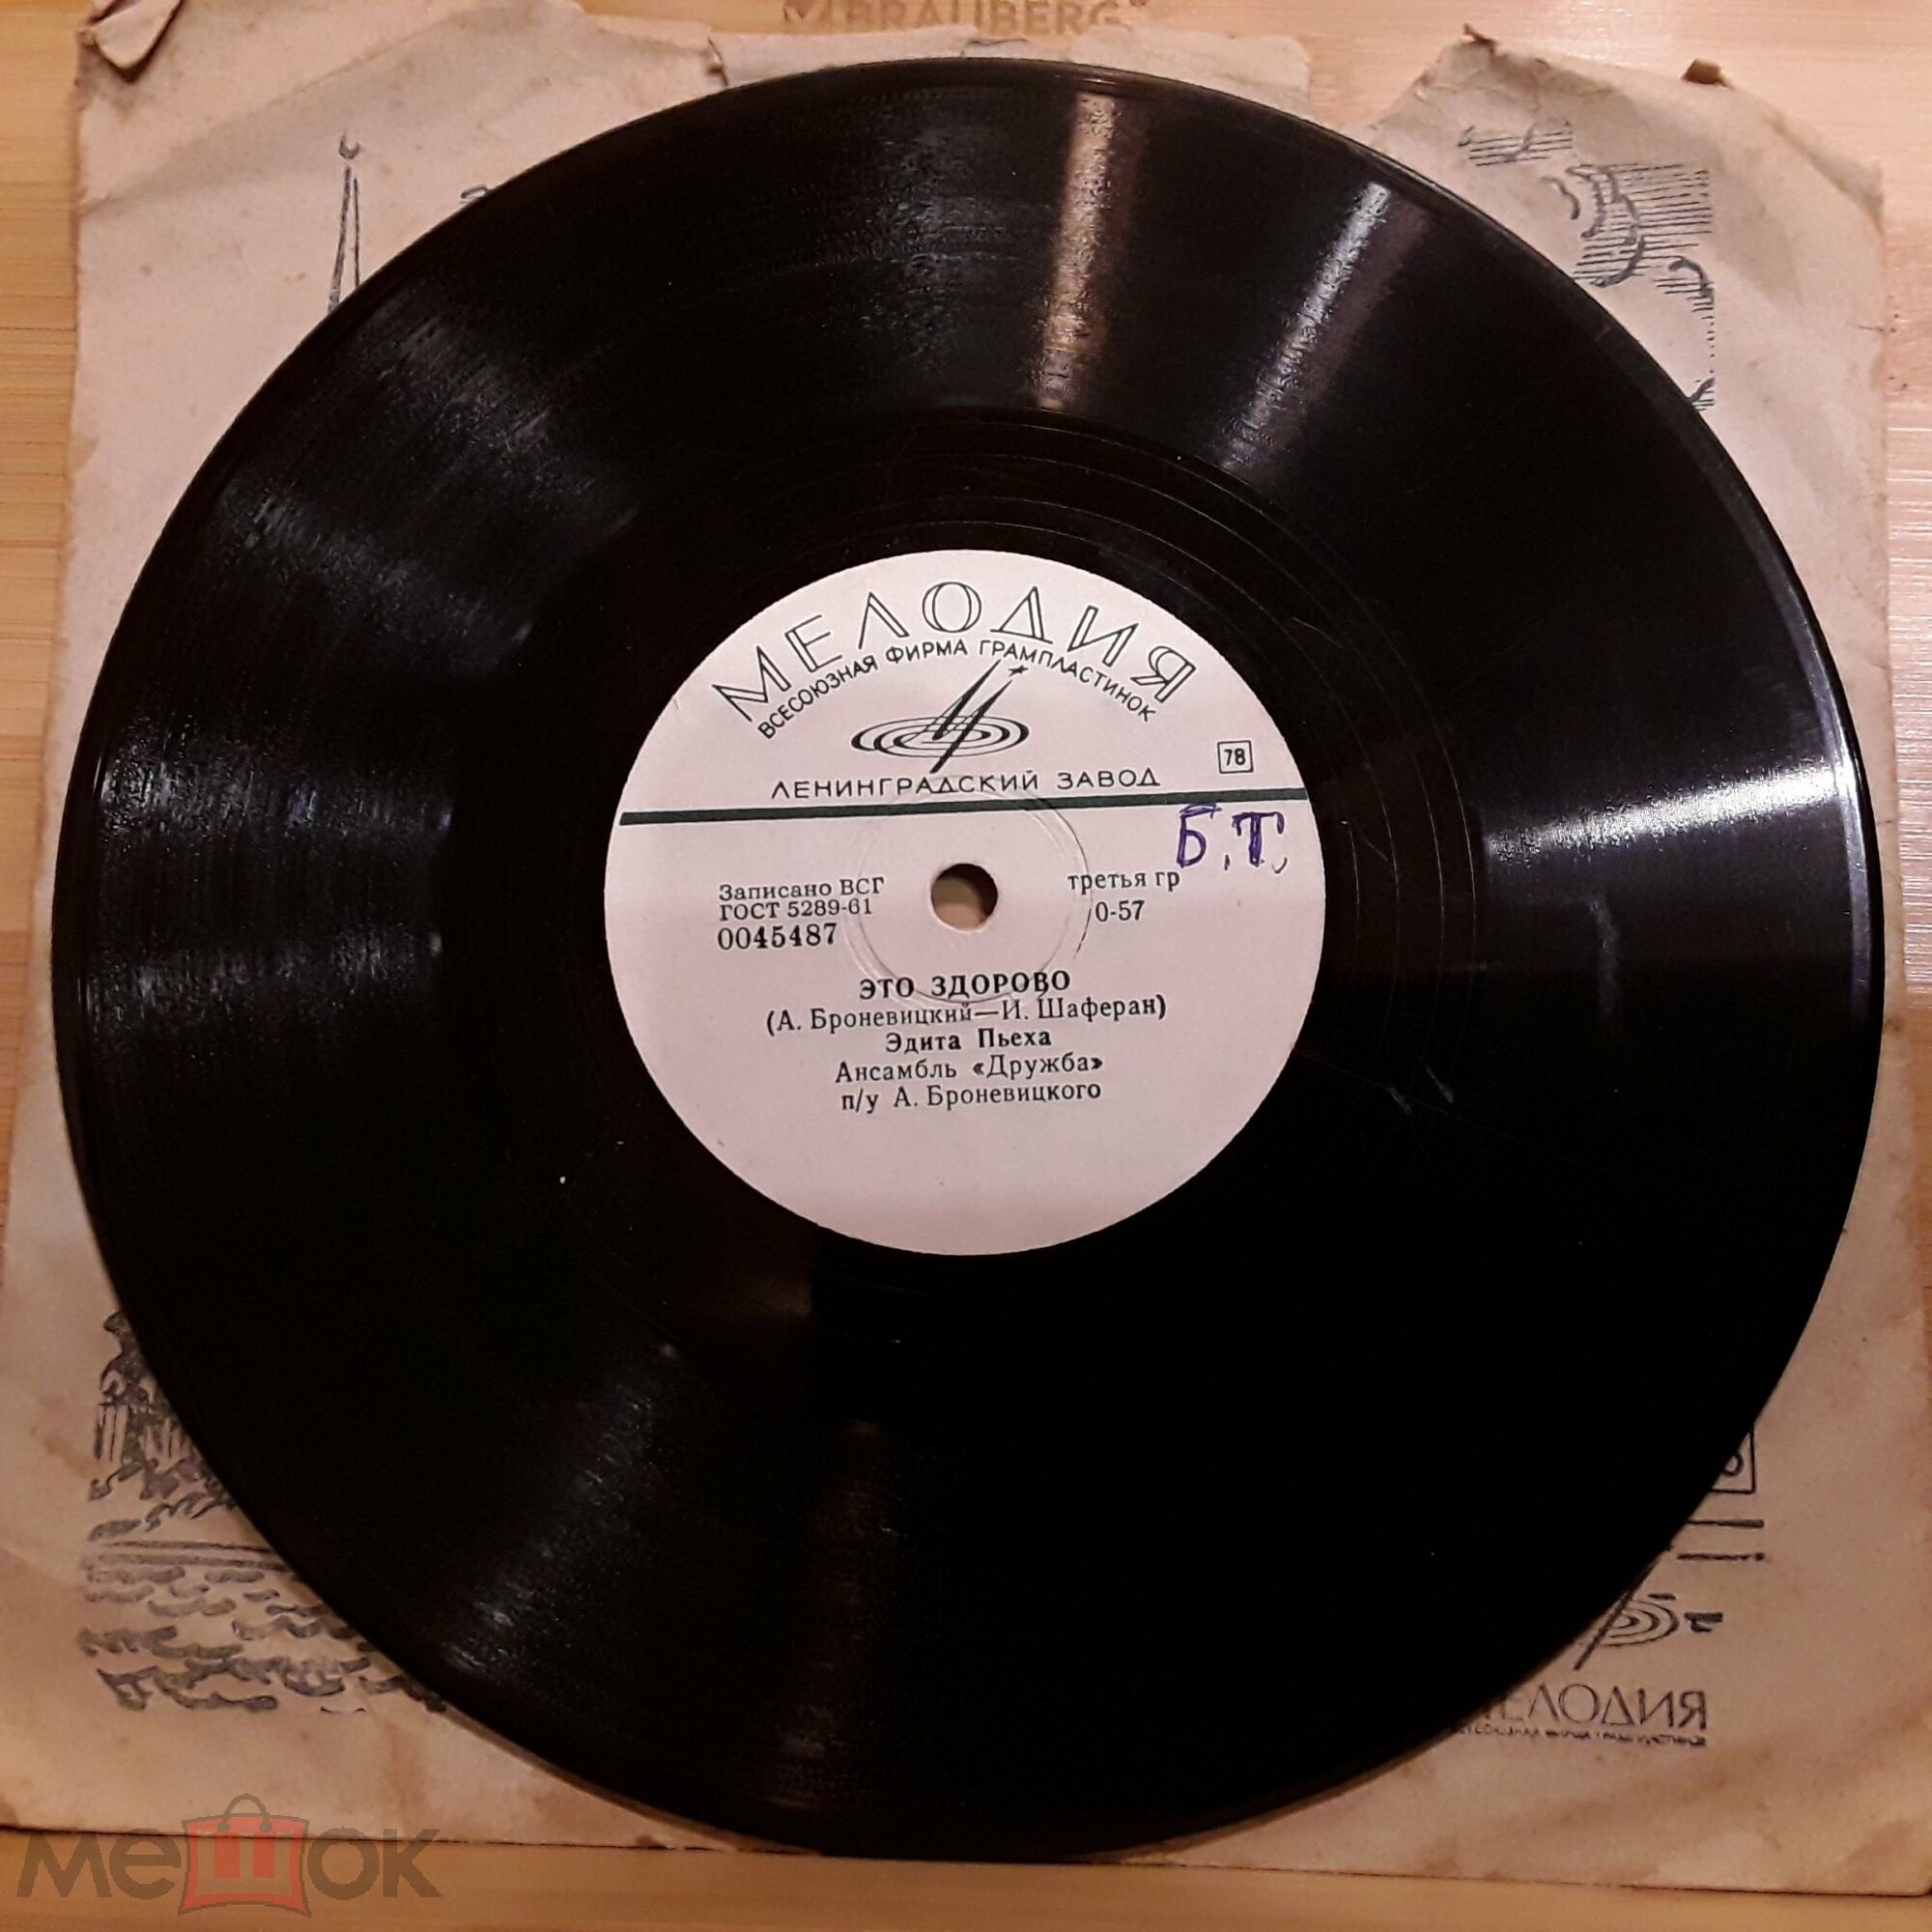 BRAUBERG
МЕЛОДИЯ
ВСЕСОЮЗНАЯ ФИРМА ГРАМПЛАСТИНОК
ЛЕНИНГРАДСКИЙ ЗАВОД
78
Б.Т.
Записано ВСГ
ГОСТ 5289-61
0045487
третья гр
0-57
ЭТО ЗДОРОВО
(А. Броневицкий—И. Шаферан)
Эдита Пьеха
Ансамбль «Дружба»
п/у А. Броневицкого
ЕЛОДИЯ
мешок